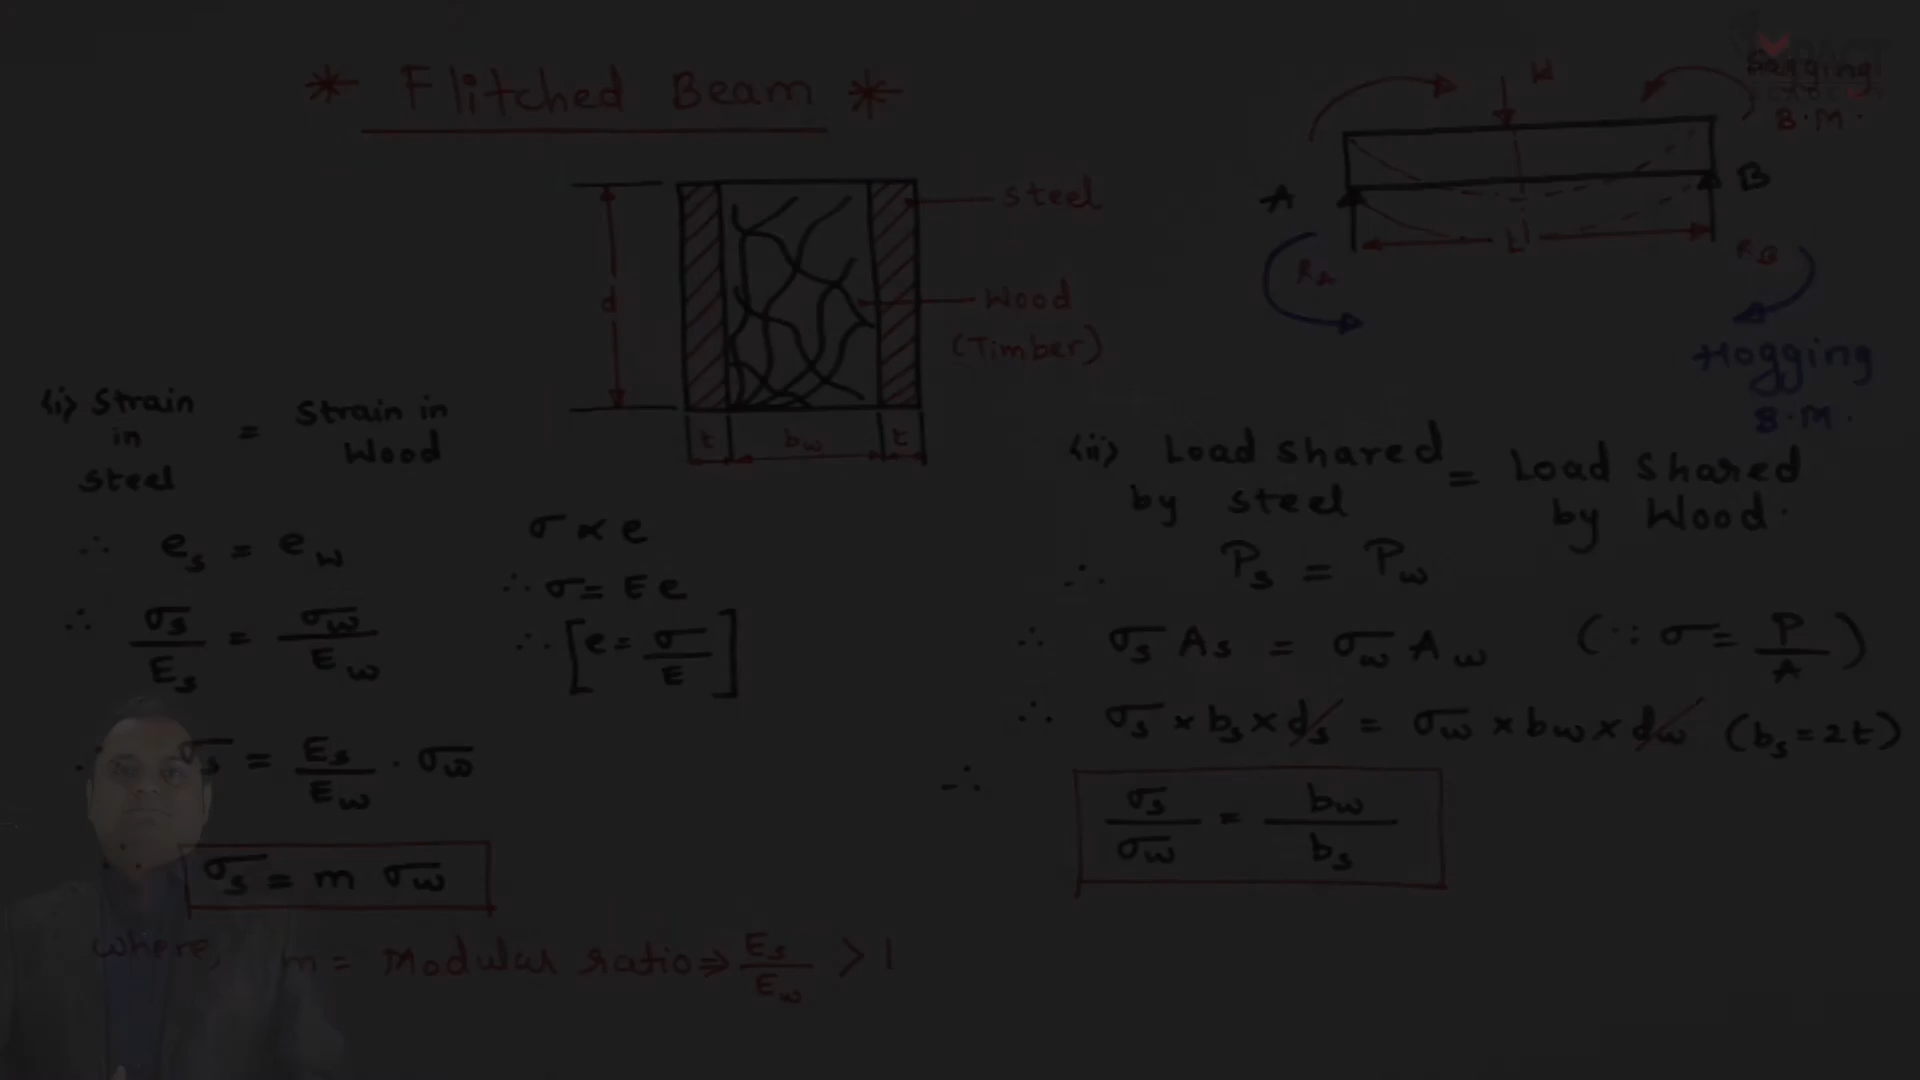 * Flitched Beam *
steel
Wood
(Timber)
d
t bw t
W
Sagging
B.M.
A
B
L
RA
RB
Hogging
B.M.
(i) Strain in steel = Strain in Wood
∴ es = ew
∴ σs/Es = σw/Ew
σs = Es/Ew . σw
σs = m σw
where, m = Modular ratio ⇒ Es/Ew > 1
σ ∝ e
∴ σ = E e
∴ [e = σ/E]
(ii) Load shared by steel = Load shared by Wood.
∴ Ps = Pw
∴ σs As = σw Aw (∵ σ = P/A)
∴ σs × bs × ds = σw × bw × dw (bs = 2t)
∴ σs/σw = bw/bs